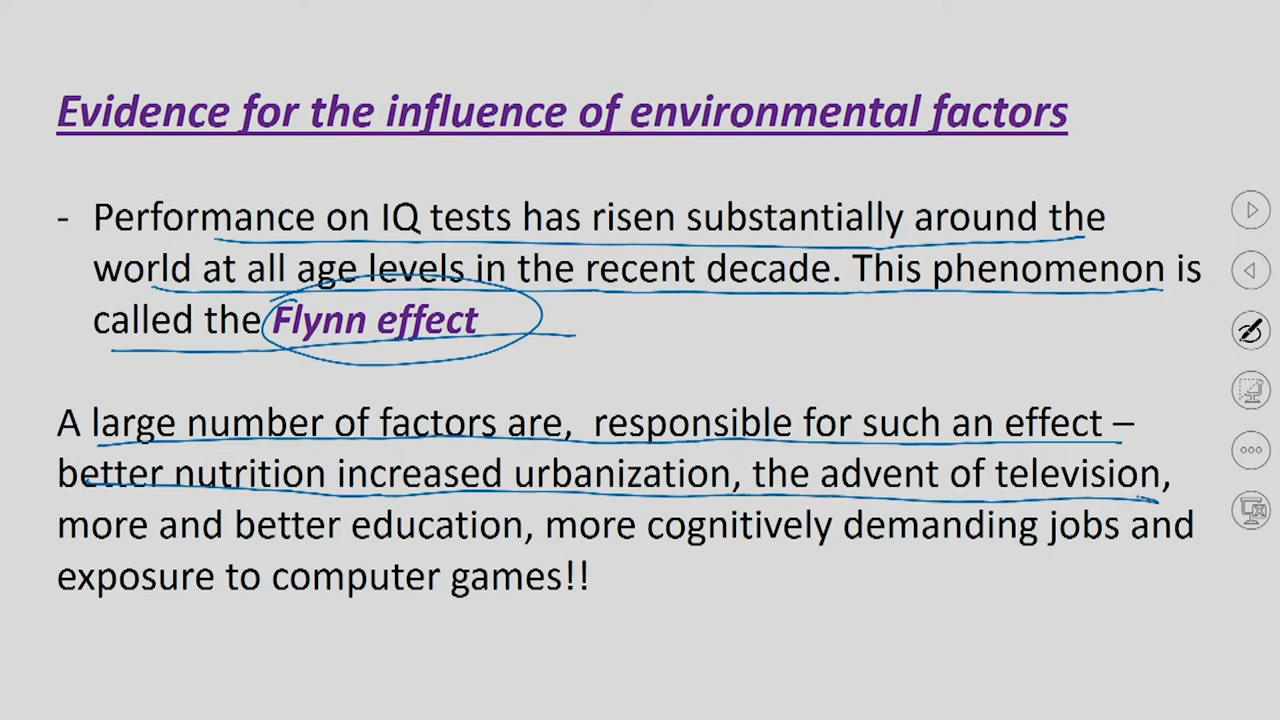 Evidence for the influence of environmental factors
- Performance on IQ tests has risen substantially around the
world at all age levels in the recent decade. This phenomenon is
called the Flynn effect
A large number of factors are, responsible for such an effect –
better nutrition increased urbanization, the advent of television,
more and better education, more cognitively demanding jobs and
exposure to computer games!!